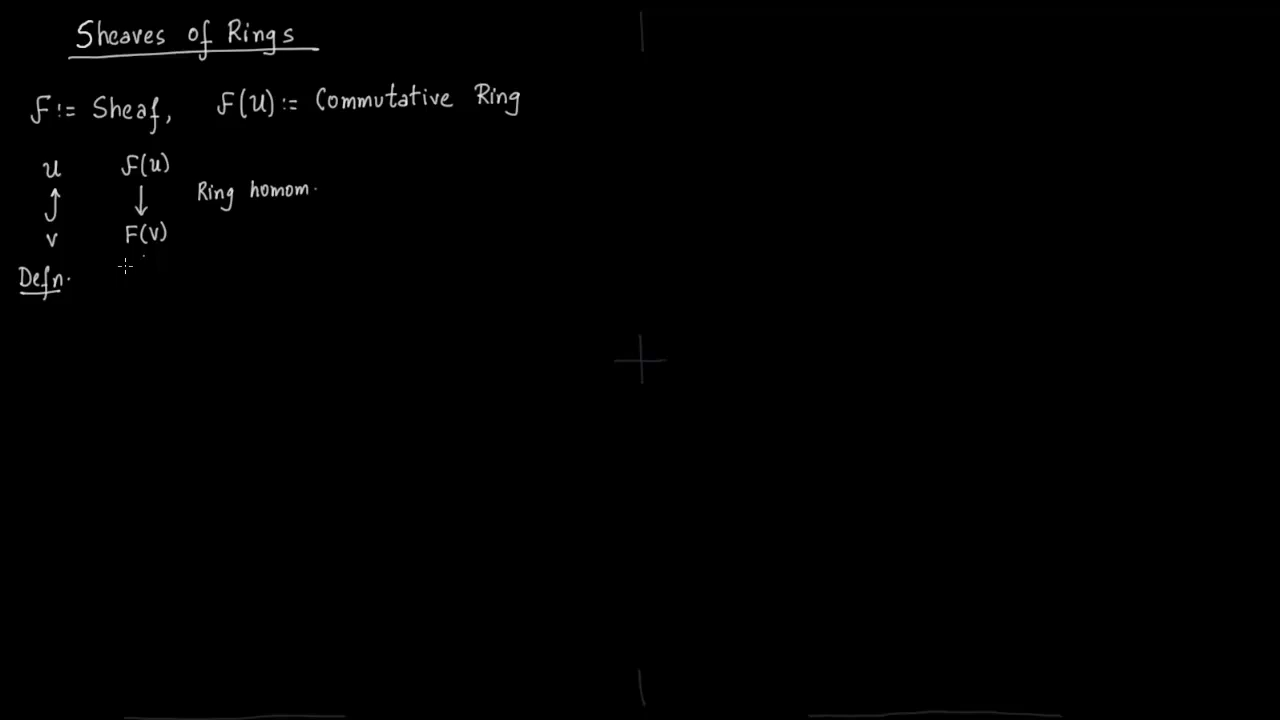 Sheaves of Rings
F := Sheaf, F(U) := Commutative Ring
U F(U)
↑ ↓ Ring homom.
V F(V)
Defn.